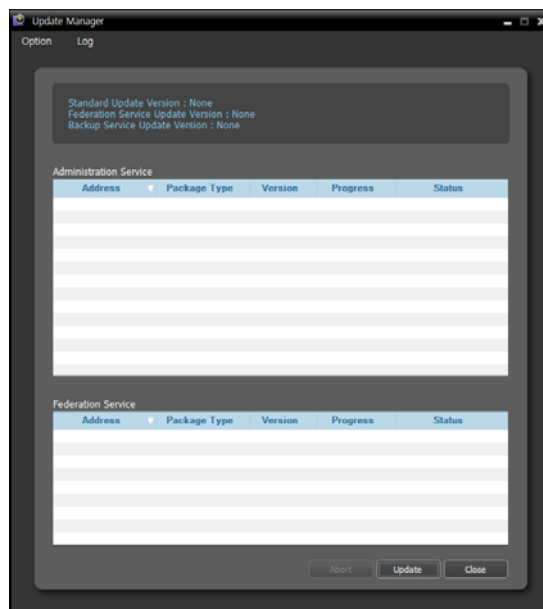 Update Manager
Option Log
Standard Update Version : None
Federation Service Update Version : None
Backup Service Update Version : None
Administration Service
Address Package Type Version Progress Status
Federation Service
Address Package Type Version Progress Status
Abort Update Close